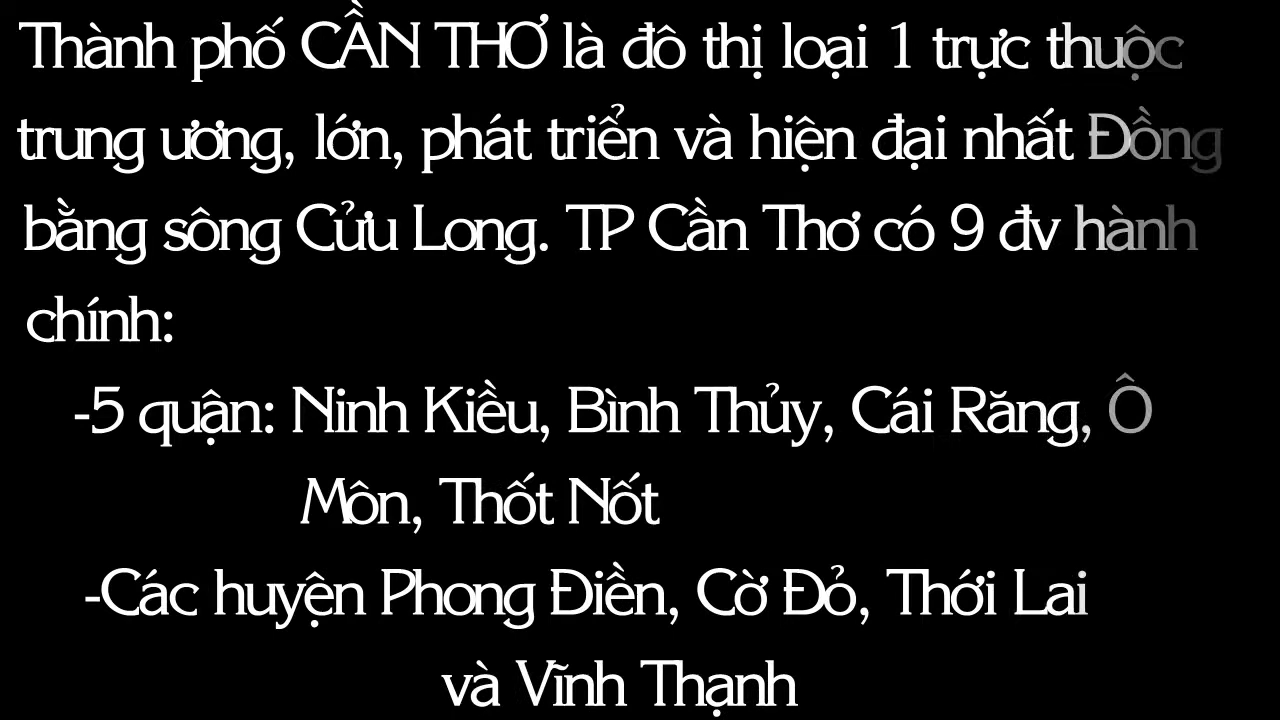 Thành phố CẦN THƠ là đô thị loại 1 trực thuộc
trung ương, lớn, phát triển và hiện đại nhất Đồng
bằng sông Cửu Long. TP Cần Thơ có 9 đv hành
chính:
-5 quận: Ninh Kiều, Bình Thủy, Cái Răng, Ô
Môn, Thốt Nốt
-Các huyện Phong Điền, Cờ Đỏ, Thới Lai
và Vĩnh Thạnh